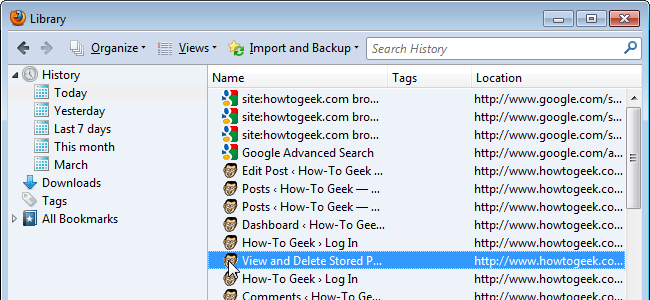 Library
Organize Views Import and Backup Search History
History
Today
Yesterday
Last 7 days
This month
March
Downloads
Tags
All Bookmarks
Name Tags Location
site:howtogeek.com bro... http://www.google.com/s...
site:howtogeek.com bro... http://www.google.com/s...
site:howtogeek.com bro... http://www.google.com/s...
Google Advanced Search http://www.google.com/a...
Edit Post ‹ How-To Geek ... http://www.howtogeek.co...
Posts ‹ How-To Geek — ... http://www.howtogeek.co...
Posts ‹ How-To Geek — ... http://www.howtogeek.co...
Dashboard ‹ How-To Gee... http://www.howtogeek.co...
How-To Geek › Log In http://www.howtogeek.co...
View and Delete Stored P... http://www.howtogeek.co...
How-To Geek › Log In http://www.howtogeek.co...
Comments ‹ How-To Gee... http://www.howtogeek.co...